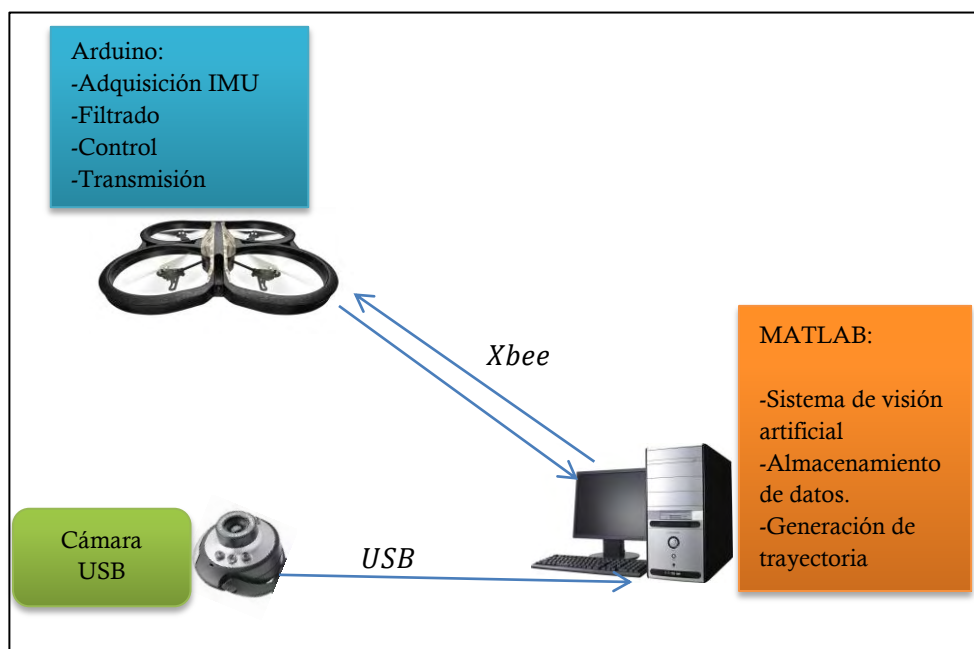 Arduino:
-Adquisición IMU
-Filtrado
-Control
-Transmisión
Xbee
MATLAB:
-Sistema de visión
artificial
-Almacenamiento
de datos.
-Generación de
trayectoria
Cámara
USB
USB